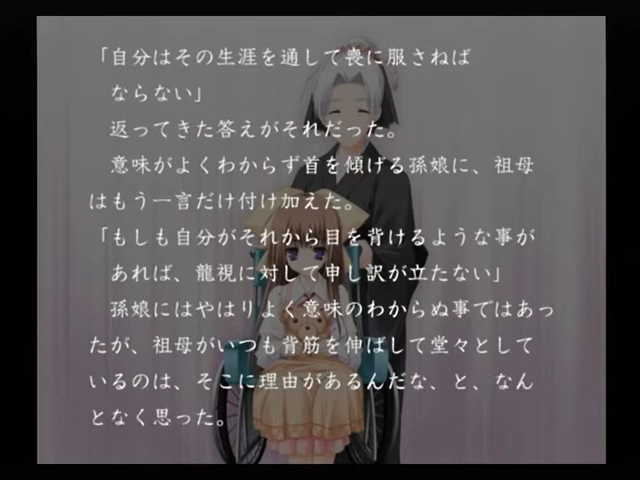 「自分はその生涯を通して喪に服さねば
ならない」
返ってきた答えがそれだった。
意味がよくわからず首を傾げる孫娘に、祖母
はもう一言だけ付け加えた。
「もしも自分がそれから目を背けるような事が
あれば、龍視に対して申し訳が立たない」
孫娘にはやはりよく意味のわからぬ事ではあっ
たが、祖母がいつも背筋を伸ばして堂々として
いるのは、そこに理由があるんだな、と、なん
となく思った。